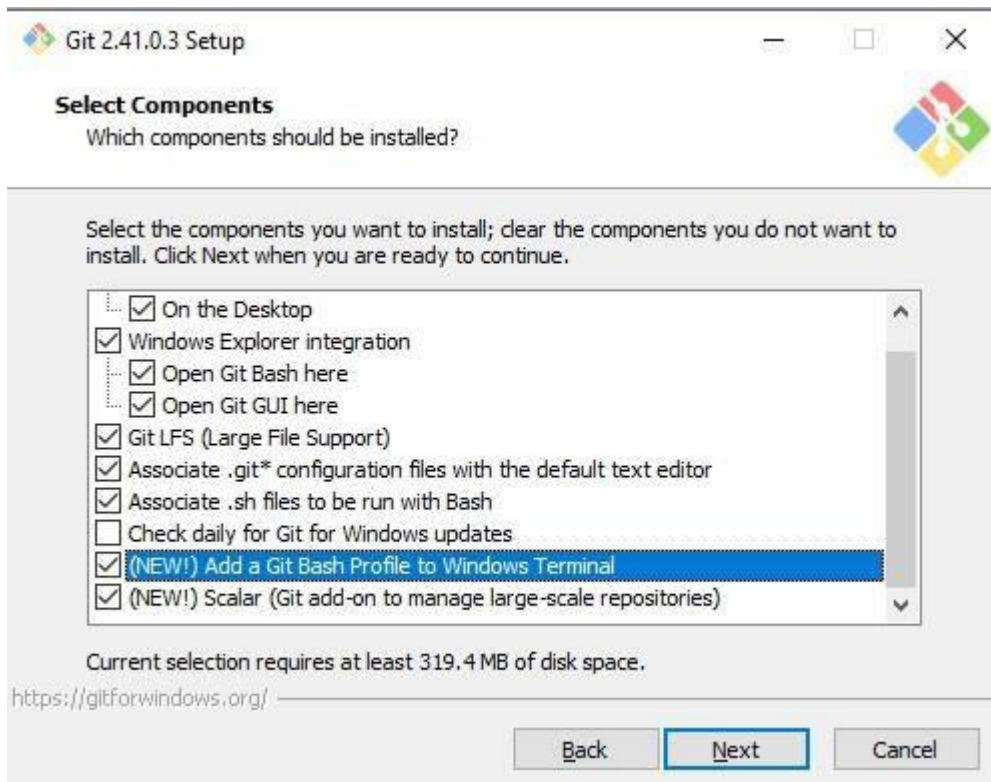 Git 2.41.0.3 Setup
Select Components
Which components should be installed?
Select the components you want to install; clear the components you do not want to
install. Click Next when you are ready to continue.
On the Desktop
Windows Explorer integration
Open Git Bash here
Open Git GUI here
Git LFS (Large File Support)
Associate .git* configuration files with the default text editor
Associate .sh files to be run with Bash
Check daily for Git for Windows updates
(NEW!) Add a Git Bash Profile to Windows Terminal
(NEW!) Scalar (Git add-on to manage large-scale repositories)
Current selection requires at least 319.4 MB of disk space.
https://gitforwindows.org/
Back Next Cancel